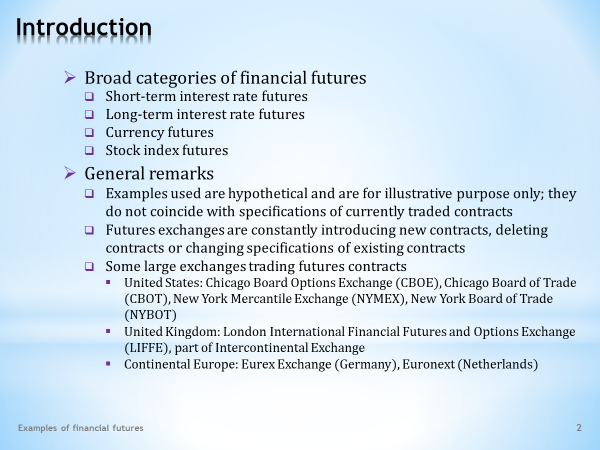 Introduction
Broad categories of financial futures
Short-term interest rate futures
Long-term interest rate futures
Currency futures
Stock index futures
General remarks
Examples used are hypothetical and are for illustrative purpose only; they
do not coincide with specifications of currently traded contracts
Futures exchanges are constantly introducing new contracts, deleting
contracts or changing specifications of existing contracts
Some large exchanges trading futures contracts
United States: Chicago Board Options Exchange (CBOE), Chicago Board of Trade
(CBOT), New York Mercantile Exchange (NYMEX), New York Board of Trade
(NYBOT)
United Kingdom: London International Financial Futures and Options Exchange
(LIFFE), part of Intercontinental Exchange
Continental Europe: Eurex Exchange (Germany), Euronext (Netherlands)
Examples of financial futures
2